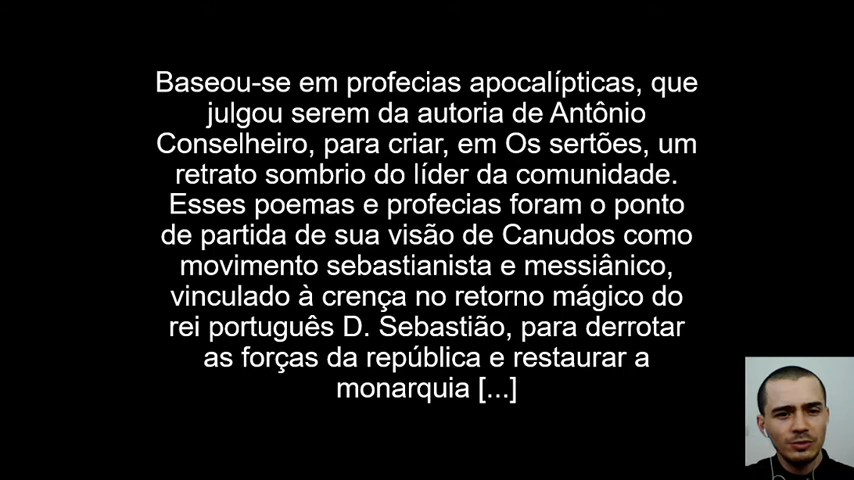 Baseou-se em profecias apocalípticas, que
julgou serem da autoria de Antônio
Conselheiro, para criar, em Os sertões, um
retrato sombrio do líder da comunidade.
Esses poemas e profecias foram o ponto
de partida de sua visão de Canudos como
movimento sebastianista e messiânico,
vinculado à crença no retorno mágico do
rei português D. Sebastião, para derrotar
as forças da república e restaurar a
monarquia [...]